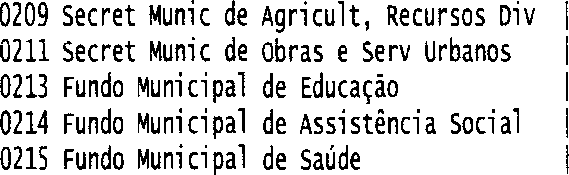 0209 Secret Munic de Agricult, Recursos Div
0211 Secret Munic de Obras e Serv Urbanos
0213 Fundo Municipal de Educação
0214 Fundo Municipal de Assistência Social
0215 Fundo Municipal de Saúde